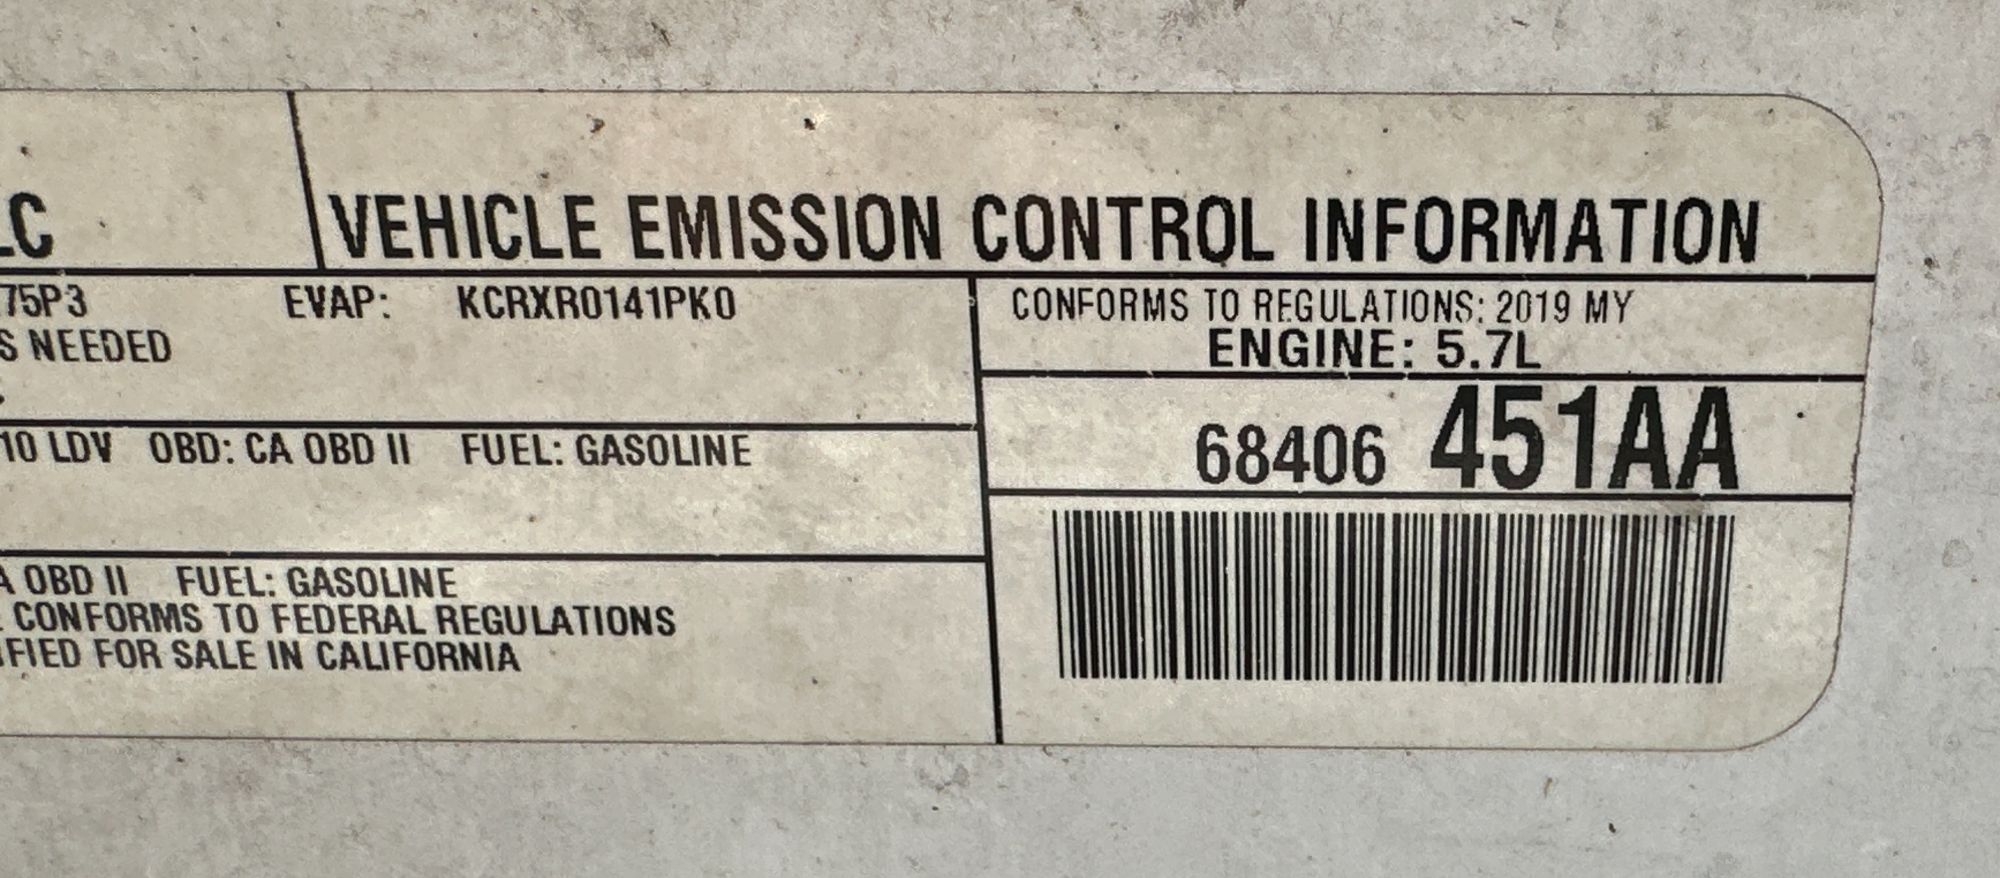 LC
VEHICLE EMISSION CONTROL INFORMATION
75P3 EVAP: KCRXR0141PK0
S NEEDED
CONFORMS TO REGULATIONS: 2019 MY
ENGINE: 5.7L
68406 451AA
10 LDV OBD: CA OBD II FUEL: GASOLINE
A OBD II FUEL: GASOLINE
CONFORMS TO FEDERAL REGULATIONS
IFIED FOR SALE IN CALIFORNIA